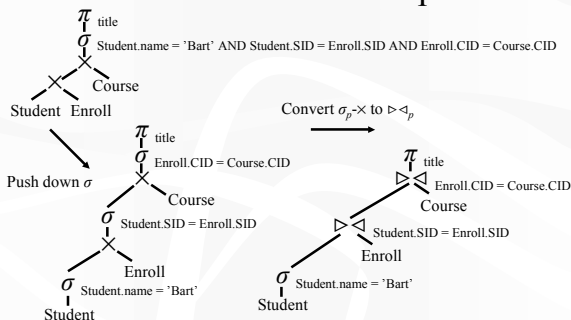 π title
σ Student.name = ’Bart’ AND Student.SID = Enroll.SID AND Enroll.CID = Course.CID
×
× Course
Student Enroll
Push down σ
π title
σ Enroll.CID = Course.CID
×
Course
σ Student.SID = Enroll.SID
×
Enroll
σ Student.name = ’Bart’
Student
Convert σp-× to ▷◁p
π title
▷◁ Enroll.CID = Course.CID
Course
▷◁ Student.SID = Enroll.SID
Enroll
σ Student.name = ’Bart’
Student